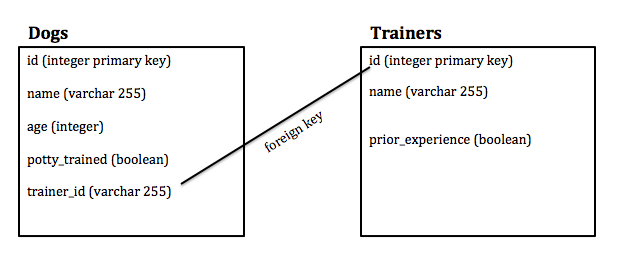 Dogs
id (integer primary key)
name (varchar 255)
age (integer)
potty_trained (boolean)
trainer_id (varchar 255)
foreign key
Trainers
id (integer primary key)
name (varchar 255)
prior_experience (boolean)